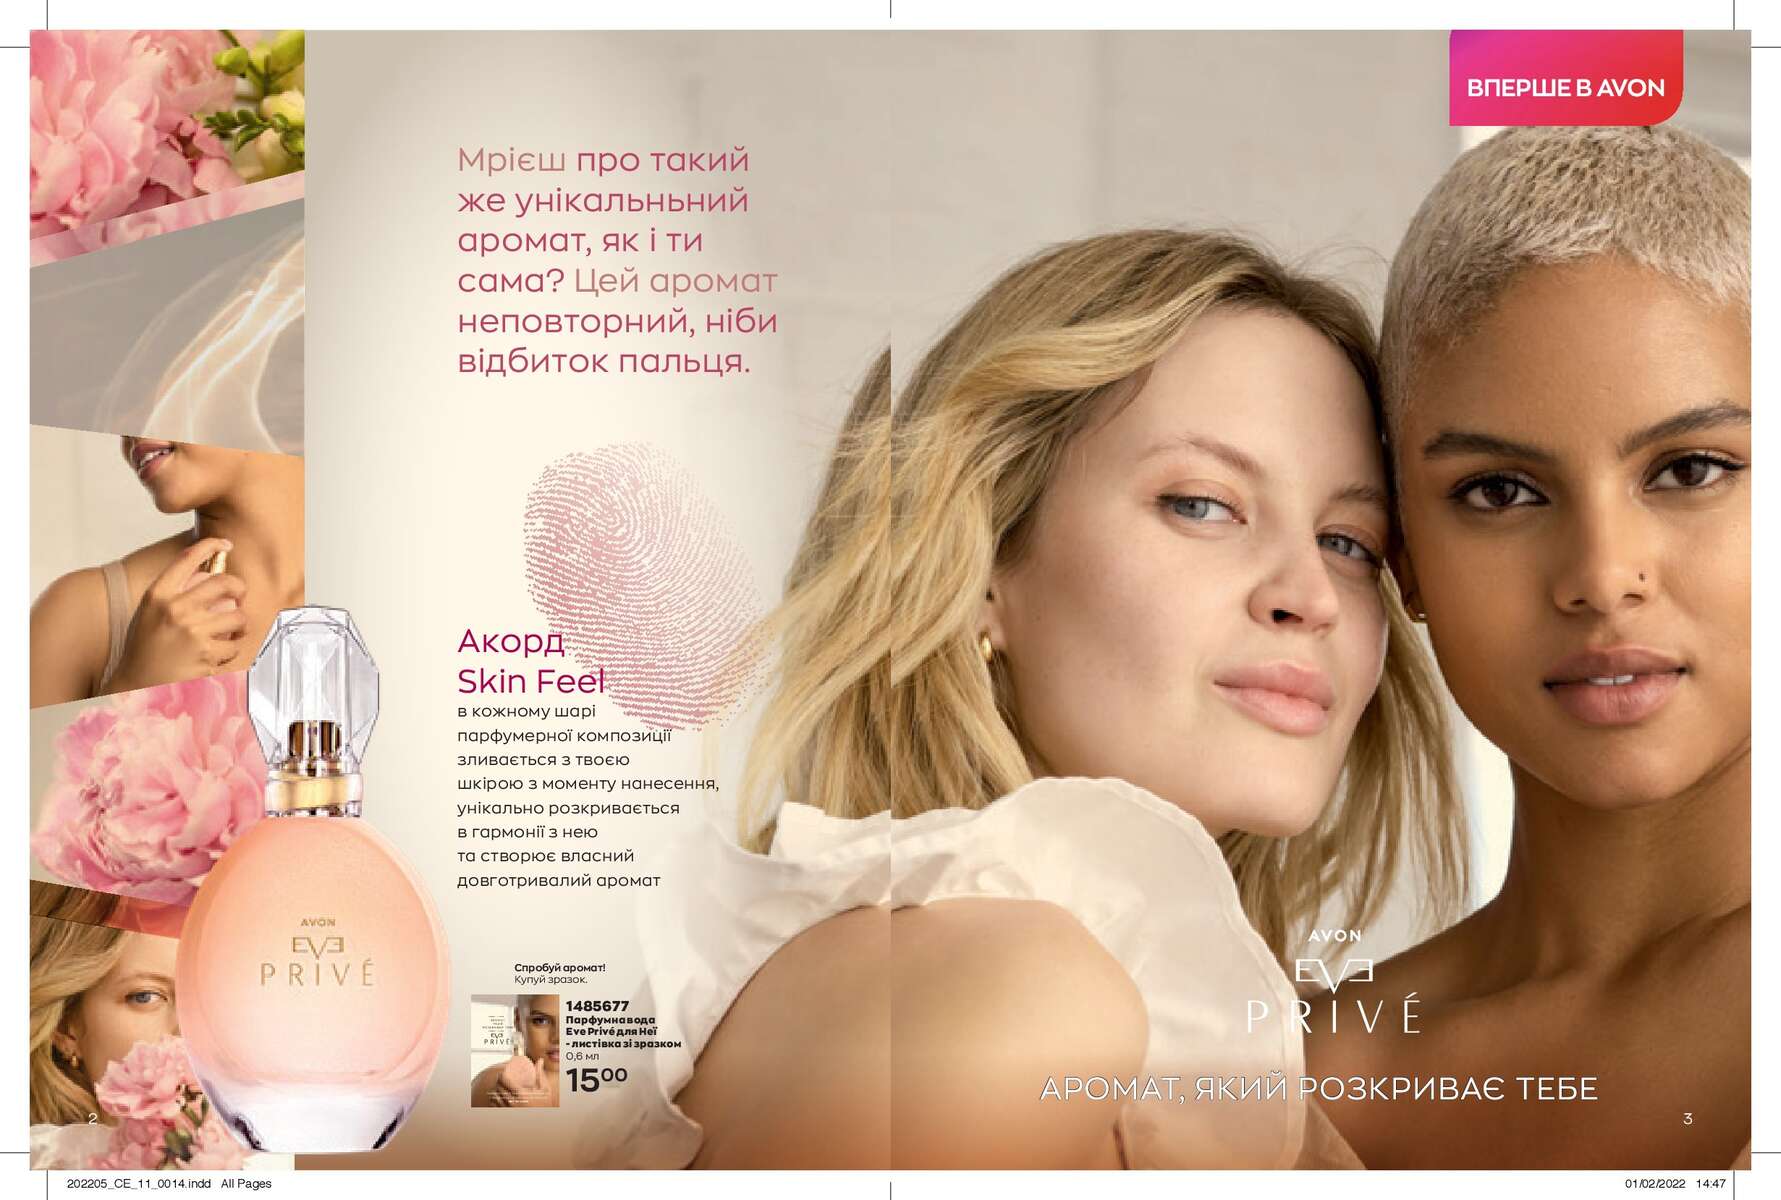 ВПЕРШЕ В AVON
Мрієш про такий
же унікальньний
аромат, як і ти
сама? Цей аромат
неповторний, ніби
відбиток пальця.
Акорд
Skin Feel
в кожному шарі
парфумерної композиції
зливається з твоєю
шкірою з моменту нанесення,
унікально розкривається
в гармонії з нею
та створює власний
довготривалий аромат
AVON
EVE
PRIVÉ
Спробуй аромат!
Купуй зразок.
EVE
PRIVÉ
1485677
Парфумна вода
Eve Privé для Неї
- листівка зі зразком
0,6 мл
15 00
AVON
EVE
PRIVÉ
АРОМАТ, ЯКИЙ РОЗКРИВАЄ ТЕБЕ
2
3
202205_CE_11_0014.indd All Pages
01/02/2022 14:47